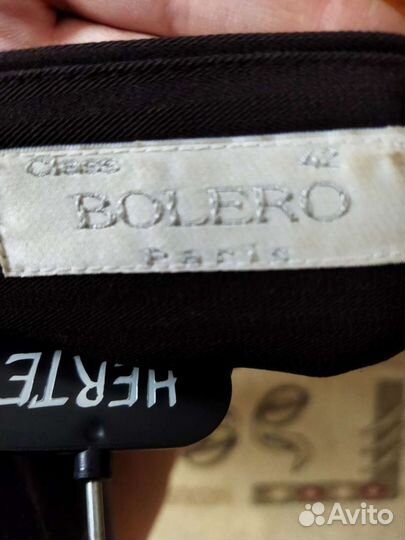 Class 42
BOLERO
Paris
HERTE
Avito